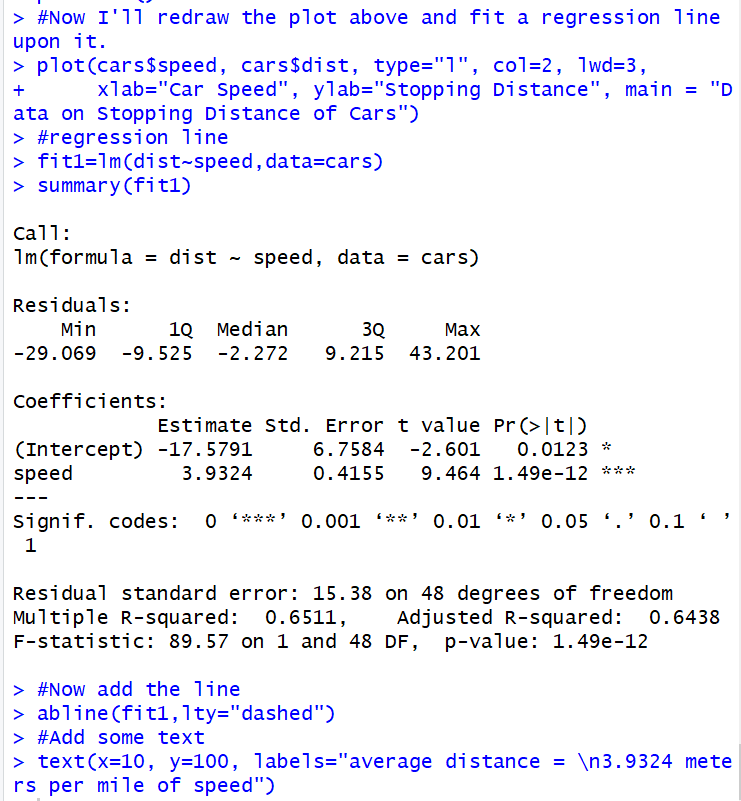 > #Now I'll redraw the plot above and fit a regression line
upon it.
> plot(cars$speed, cars$dist, type="l", col=2, lwd=3,
+      xlab="Car Speed", ylab="Stopping Distance", main = "D
ata on Stopping Distance of Cars")
> #regression line
> fit1=lm(dist~speed,data=cars)
> summary(fit1)

Call:
lm(formula = dist ~ speed, data = cars)

Residuals:
    Min      1Q  Median      3Q     Max
-29.069  -9.525  -2.272   9.215  43.201

Coefficients:
            Estimate Std. Error t value Pr(>|t|)
(Intercept) -17.5791     6.7584  -2.601   0.0123 *
speed         3.9324     0.4155   9.464 1.49e-12 ***
---
Signif. codes:  0 ‘***’ 0.001 ‘**’ 0.01 ‘*’ 0.05 ‘.’ 0.1 ‘ ’
 1

Residual standard error: 15.38 on 48 degrees of freedom
Multiple R-squared:  0.6511,    Adjusted R-squared:  0.6438
F-statistic: 89.57 on 1 and 48 DF,  p-value: 1.49e-12

> #Now add the line
> abline(fit1,lty="dashed")
> #Add some text
> text(x=10, y=100, labels="average distance = \n3.9324 mete
rs per mile of speed")